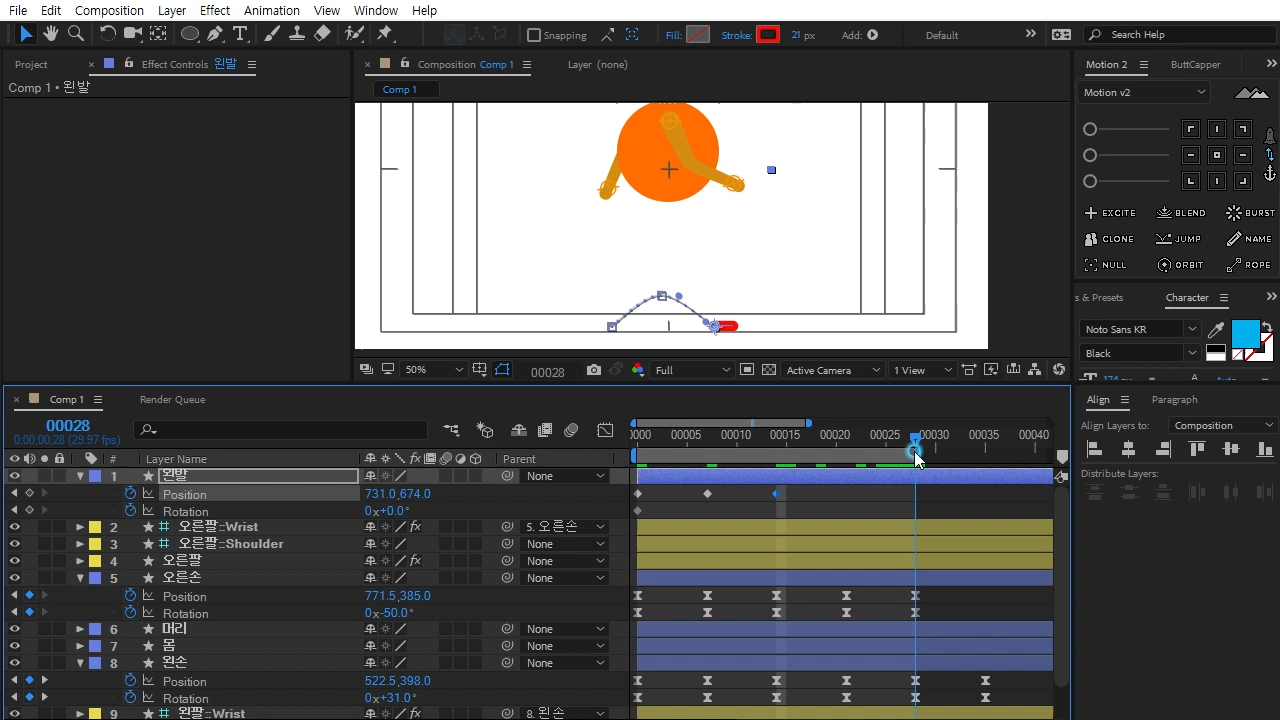 File Edit Composition Layer Effect Animation View Window Help
Snapping Fill: Stroke: 21 px Add: Default Search Help
Project × Effect Controls 왼발 × Composition Comp 1 Layer (none) Motion 2 ButtCapper
Comp 1 • 왼발
Comp 1
Motion v2
EXCITE BLEND BURST
CLONE JUMP NAME
NULL ORBIT ROPE
s & Presets Character
Noto Sans KR
Black
174 px Auto
50% 00028 Full Active Camera 1 View
× Comp 1 Render Queue
Align Paragraph
00028
0;00;00;28 (29.97 fps)
0000 00005 00010 00015 00020 00025 00030 00035 00040
Align Layers to: Composition
Distribute Layers:
# Layer Name fx Parent
1 왼발 None
Position 731.0,674.0
Rotation 0x+0.0°
2 오른팔::Wrist fx 5. 오른손
3 오른팔::Shoulder None
4 오른팔 fx None
5 오른손 None
Position 771.5,385.0
Rotation 0x-50.0°
6 머리 None
7 몸 None
8 왼손 None
Position 522.5,398.0
Rotation 0x+31.0°
9 왼팔::Wrist fx 8. 왼손